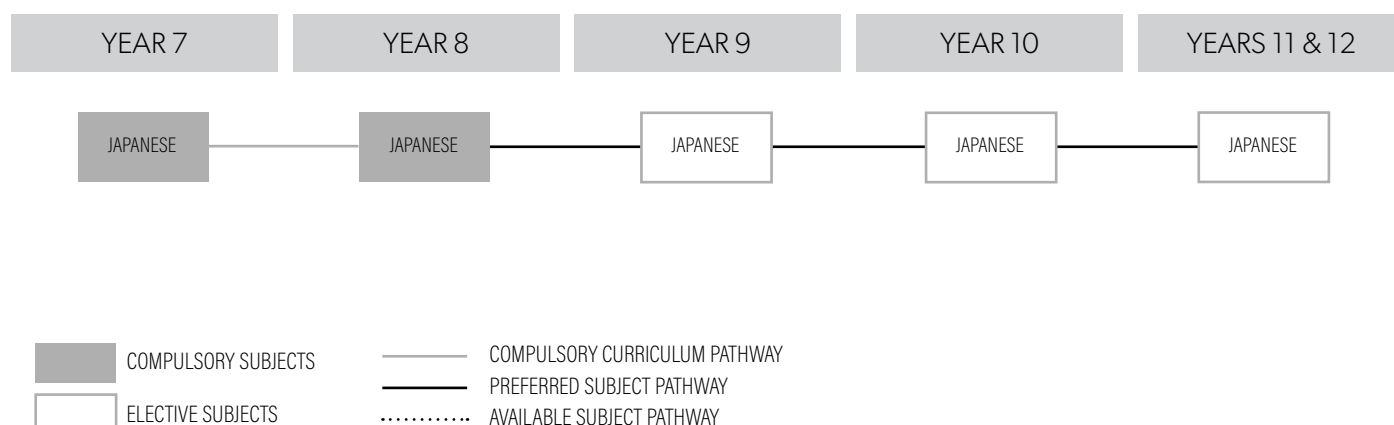 YEAR 7
YEAR 8
YEAR 9
YEAR 10
YEARS 11 & 12
JAPANESE
JAPANESE
JAPANESE
JAPANESE
JAPANESE
COMPULSORY SUBJECTS
ELECTIVE SUBJECTS
COMPULSORY CURRICULUM PATHWAY
PREFERRED SUBJECT PATHWAY
AVAILABLE SUBJECT PATHWAY